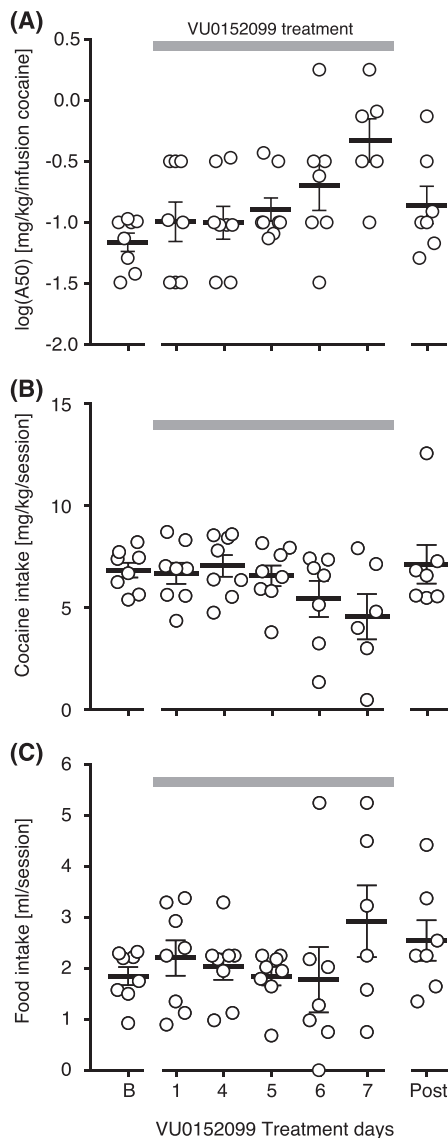 (A)
VU0152099 treatment
log(A50) [mg/kg/infusion cocaine]
0.5
0.0
-0.5
-1.0
-1.5
-2.0
(B)
Cocaine intake [mg/kg/session]
15
10
5
0
(C)
Food intake [ml/session]
6
5
4
3
2
1
0
B 1 4 5 6 7 Post
VU0152099 Treatment days